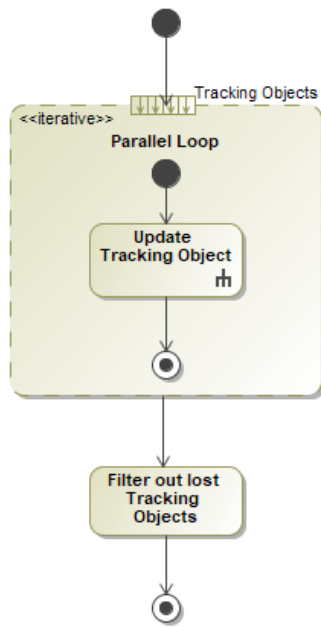 Tracking Objects
<<iterative>>
Parallel Loop
Update
Tracking Object
Filter out lost
Tracking
Objects